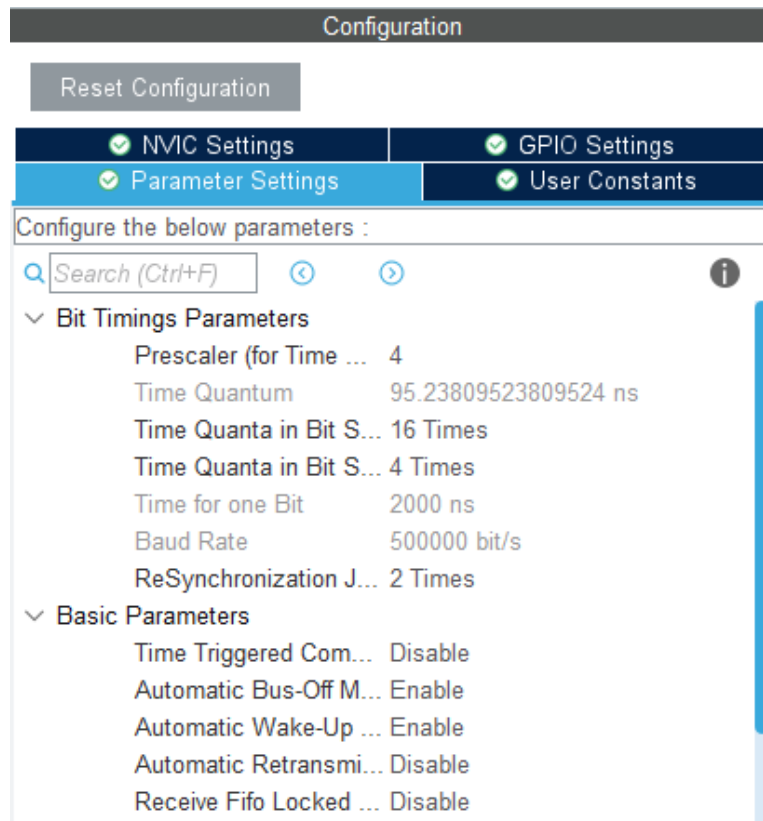 Configuration
Reset Configuration
NVIC Settings
GPIO Settings
Parameter Settings
User Constants
Configure the below parameters :
Search (Ctrl+F)
Bit Timings Parameters
Prescaler (for Time ... 4
Time Quantum 95.23809523809524 ns
Time Quanta in Bit S... 16 Times
Time Quanta in Bit S... 4 Times
Time for one Bit 2000 ns
Baud Rate 500000 bit/s
ReSynchronization J... 2 Times
Basic Parameters
Time Triggered Com... Disable
Automatic Bus-Off M... Enable
Automatic Wake-Up ... Enable
Automatic Retransmi... Disable
Receive Fifo Locked ... Disable